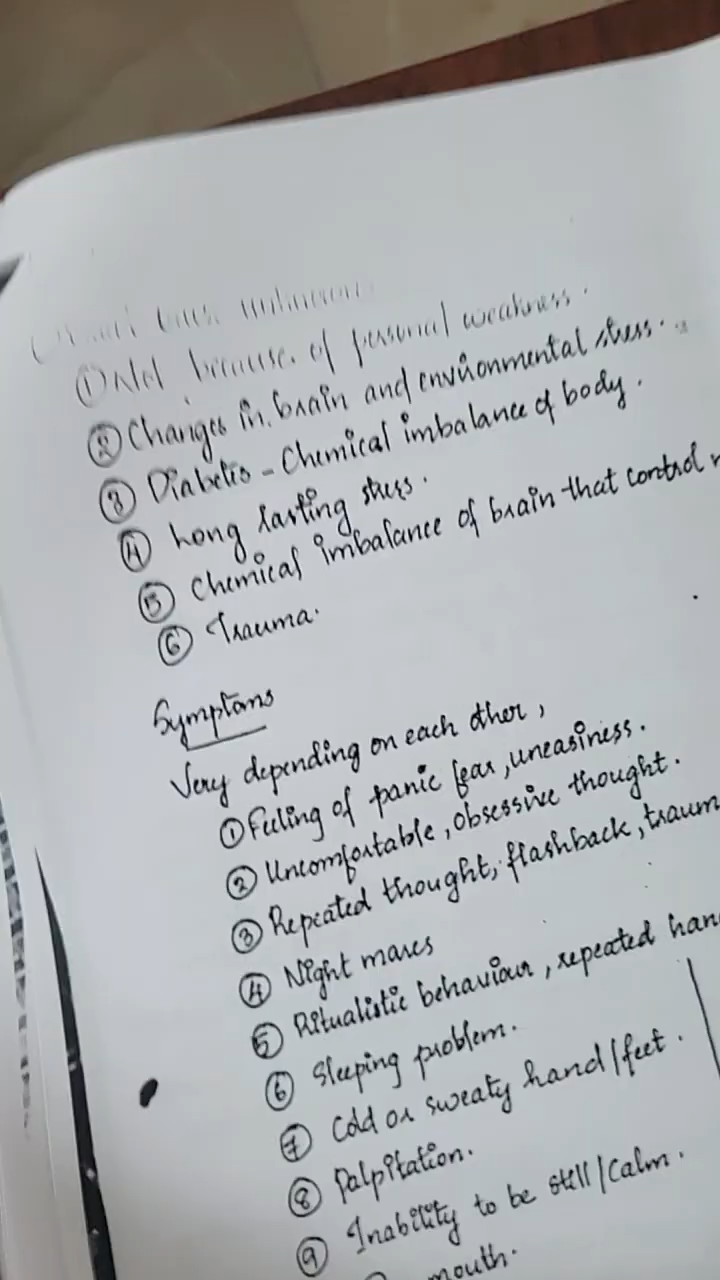 ① Not because of personal weakness.
② Changes in brain and environmental stress.
③ Diabetis - Chemical imbalance of body.
④ Long lasting stress.
⑤ Chemical imbalance of brain that control
⑥ Trauma.
Symptoms
Very depending on each other,
① Feeling of panic fear, uneasiness.
② Uncomfortable, obsessive thought.
③ Repeated thought, flashback, traum
④ Night mares
⑤ Ritualistic behaviour, repeated han
⑥ Sleeping problem.
⑦ Cold or sweaty hand/feet.
⑧ Palpitation.
⑨ Inability to be still/calm.
mouth.